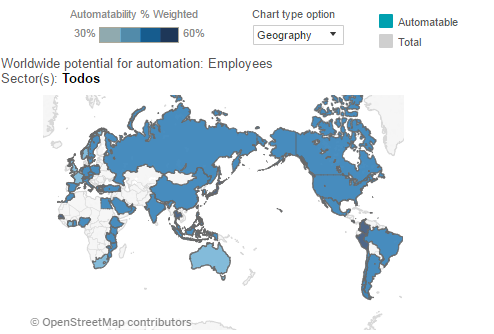 Automatability % Weighted
30%
60%
Chart type option
Geography
Automatable
Total
Worldwide potential for automation: Employees
Sector(s): Todos
© OpenStreetMap contributors